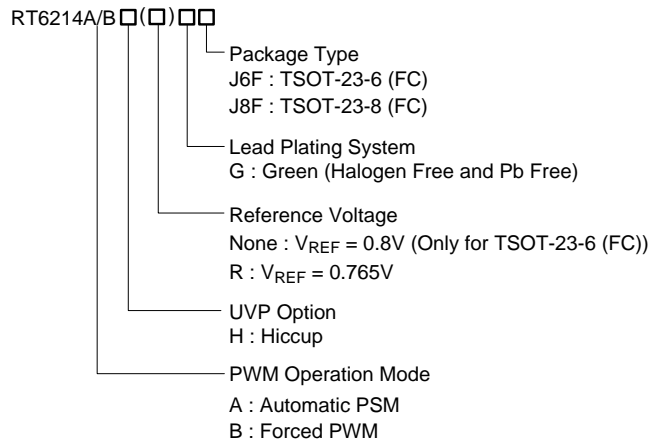 RT6214A/B□(□)□□
Package Type
J6F : TSOT-23-6 (FC)
J8F : TSOT-23-8 (FC)
Lead Plating System
G : Green (Halogen Free and Pb Free)
Reference Voltage
None : VREF = 0.8V (Only for TSOT-23-6 (FC))
R : VREF = 0.765V
UVP Option
H : Hiccup
PWM Operation Mode
A : Automatic PSM
B : Forced PWM